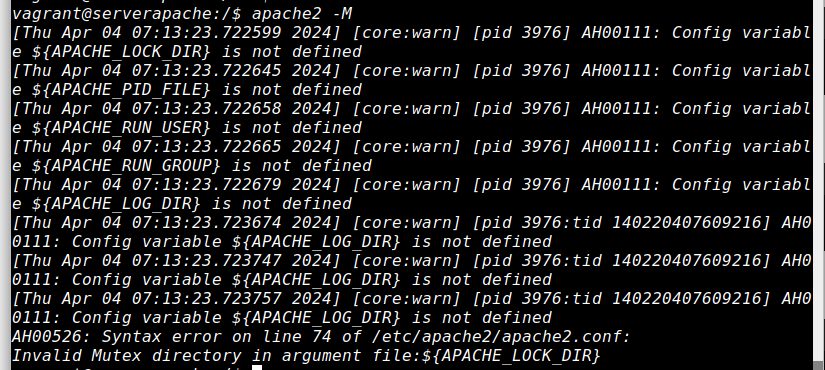 vagrant@serverapache:/$ apache2 -M
[Thu Apr 04 07:13:23.722599 2024] [core:warn] [pid 3976] AH00111: Config variabl
e ${APACHE_LOCK_DIR} is not defined
[Thu Apr 04 07:13:23.722645 2024] [core:warn] [pid 3976] AH00111: Config variabl
e ${APACHE_PID_FILE} is not defined
[Thu Apr 04 07:13:23.722658 2024] [core:warn] [pid 3976] AH00111: Config variabl
e ${APACHE_RUN_USER} is not defined
[Thu Apr 04 07:13:23.722665 2024] [core:warn] [pid 3976] AH00111: Config variabl
e ${APACHE_RUN_GROUP} is not defined
[Thu Apr 04 07:13:23.722679 2024] [core:warn] [pid 3976] AH00111: Config variabl
e ${APACHE_LOG_DIR} is not defined
[Thu Apr 04 07:13:23.723674 2024] [core:warn] [pid 3976:tid 140220407609216] AH0
0111: Config variable ${APACHE_LOG_DIR} is not defined
[Thu Apr 04 07:13:23.723747 2024] [core:warn] [pid 3976:tid 140220407609216] AH0
0111: Config variable ${APACHE_LOG_DIR} is not defined
[Thu Apr 04 07:13:23.723757 2024] [core:warn] [pid 3976:tid 140220407609216] AH0
0111: Config variable ${APACHE_LOG_DIR} is not defined
AH00526: Syntax error on line 74 of /etc/apache2/apache2.conf:
Invalid Mutex directory in argument file:${APACHE_LOCK_DIR}